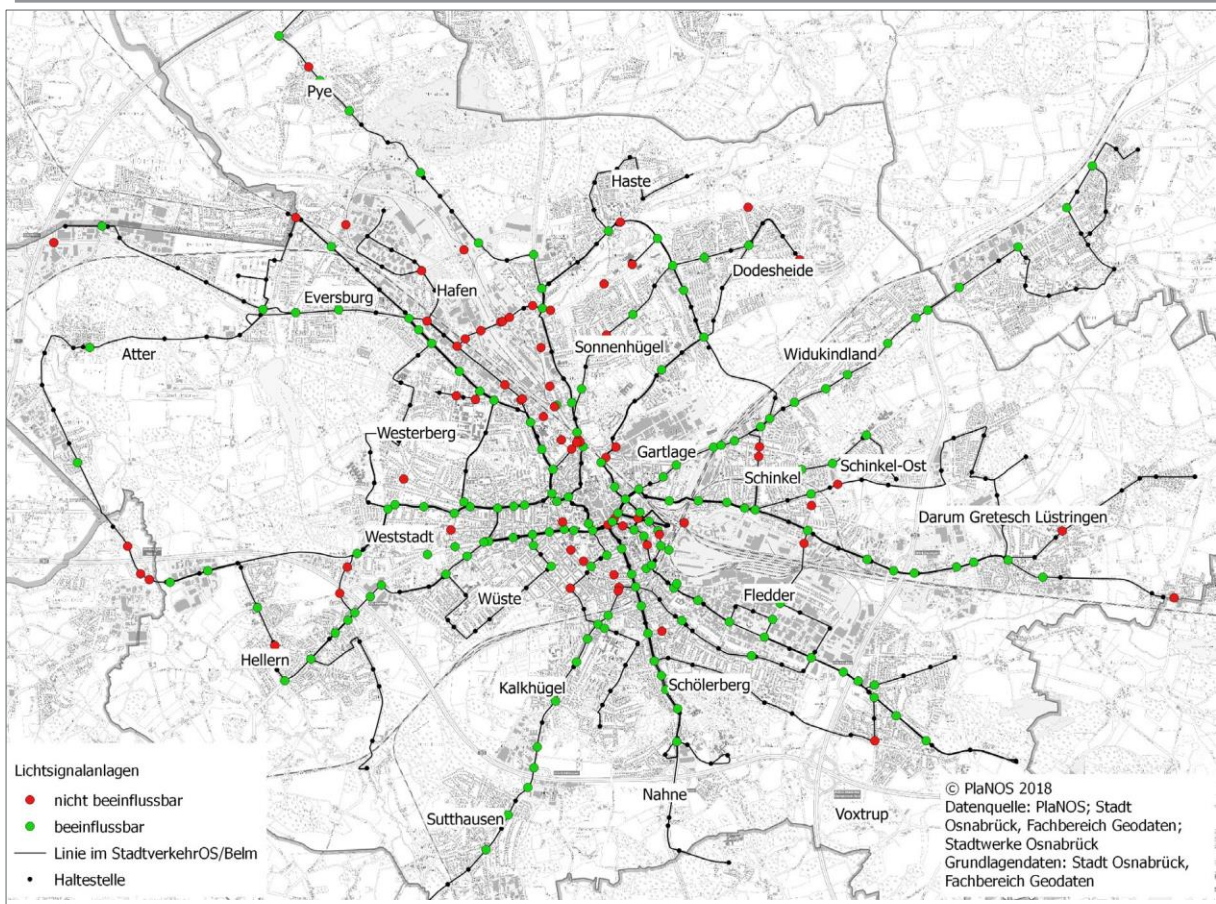 Pye
Haste
Dodesheide
Hafen
Eversburg
Atter
Sonnenhügel
Widukindland
Westerberg
Gartlage
Schinkel
Schinkel-Ost
Darum Gretesch Lüstringen
Weststadt
Wüste
Fledder
Hellern
Kalkhügel
Schölerberg
Nahne
Voxtrup
Sutthausen
Lichtsignalanlagen
nicht beeinflussbar
beeinflussbar
Linie im StadtverkehrOS/Belm
Haltestelle
© PlaNOS 2018
Datenquelle: PlaNOS; Stadt
Osnabrück, Fachbereich Geodaten;
Stadtwerke Osnabrück
Grundlagendaten: Stadt Osnabrück,
Fachbereich Geodaten